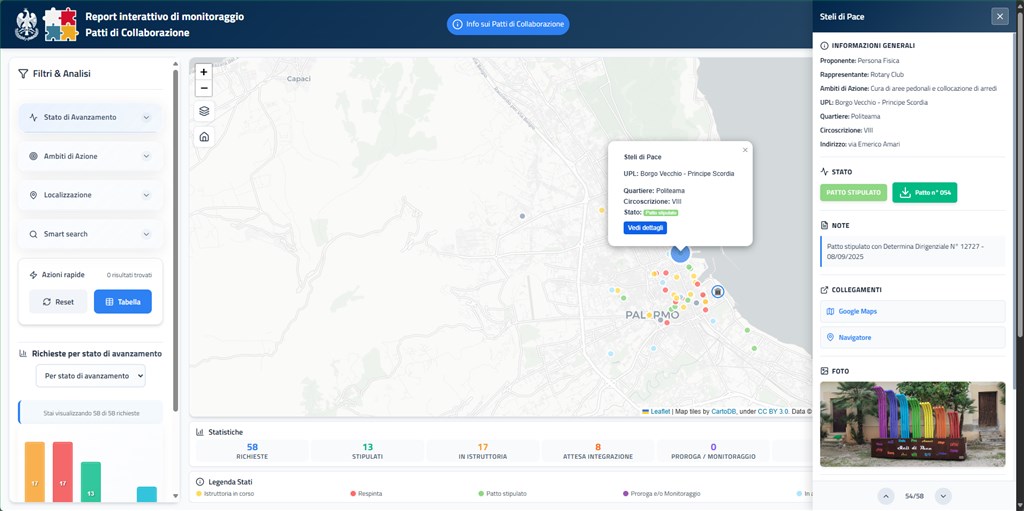 Report interattivo di monitoraggio
Patti di Collaborazione
Info sui Patti di Collaborazione
Filtri & Analisi
Stato di Avanzamento
Ambiti di Azione
Localizzazione
Smart search
Azioni rapide
0 risultati trovati
Reset
Tabella
Richieste per stato di avanzamento
Per stato di avanzamento
Stai visualizzando 58 di 58 richieste
17
17
13
+
−
Capaci
PALERMO
×
Steli di Pace
UPL: Borgo Vecchio - Principe Scordia
Quartiere: Politeama
Circoscrizione: VIII
Stato: Patto stipulato
Vedi dettagli
Leaflet | Map tiles by CartoDB, under CC BY 3.0. Data ©
Statistiche
58
RICHIESTE
13
STIPULATI
17
IN ISTRUTTORIA
8
ATTESA INTEGRAZIONE
0
PROROGA / MONITORAGGIO
Legenda Stati
Istruttoria in corso
Respinta
Patto stipulato
Proroga e/o Monitoraggio
In a
Steli di Pace
×
INFORMAZIONI GENERALI
Proponente: Persona Fisica
Rappresentante: Rotary Club
Ambiti di Azione: Cura di aree pedonali e collocazione di arredi
UPL: Borgo Vecchio - Principe Scordia
Quartiere: Politeama
Circoscrizione: VIII
Indirizzo: via Emerico Amari
STATO
PATTO STIPULATO
Patto n° 054
NOTE
Patto stipulato con Determina Dirigenziale N° 12727 -
08/09/2025
COLLEGAMENTI
Google Maps
Navigatore
FOTO
Steli di Pace
54/58